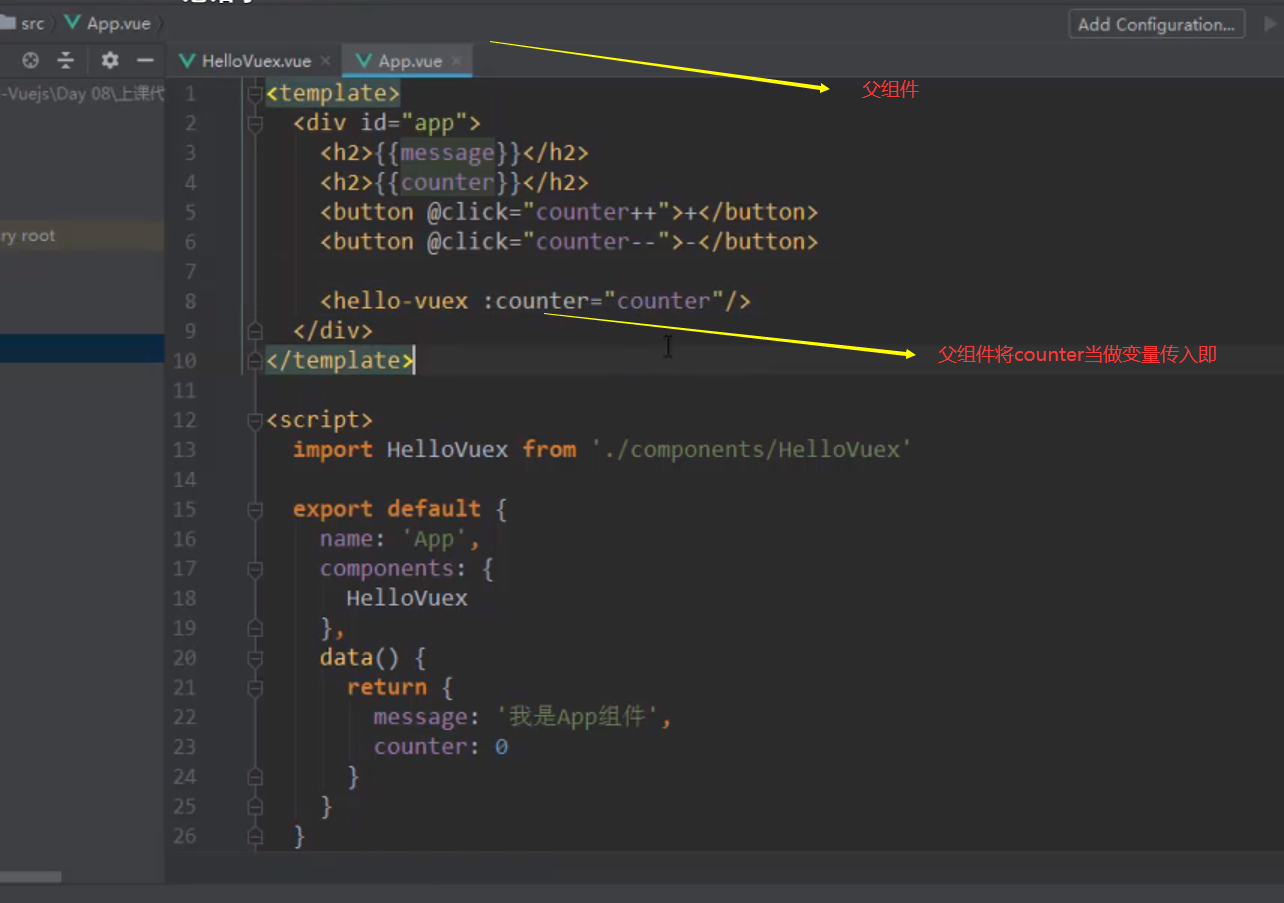 src App.vue
Add Configuration...
HelloVuex.vue App.vue
-Vuejs\Day 08\上课代
ry root
父组件
1 <template>
2 <div id="app">
3 <h2>{{message}}</h2>
4 <h2>{{counter}}</h2>
5 <button @click="counter++">+</button>
6 <button @click="counter--">-</button>
7
8 <hello-vuex :counter="counter"/>
9 </div>
父组件将counter当做变量传入即
10 </template>
11
12 <script>
13 import HelloVuex from './components/HelloVuex'
14
15 export default {
16 name: 'App',
17 components: {
18 HelloVuex
19 },
20 data() {
21 return {
22 message: '我是App组件',
23 counter: 0
24 }
25 }
26 }